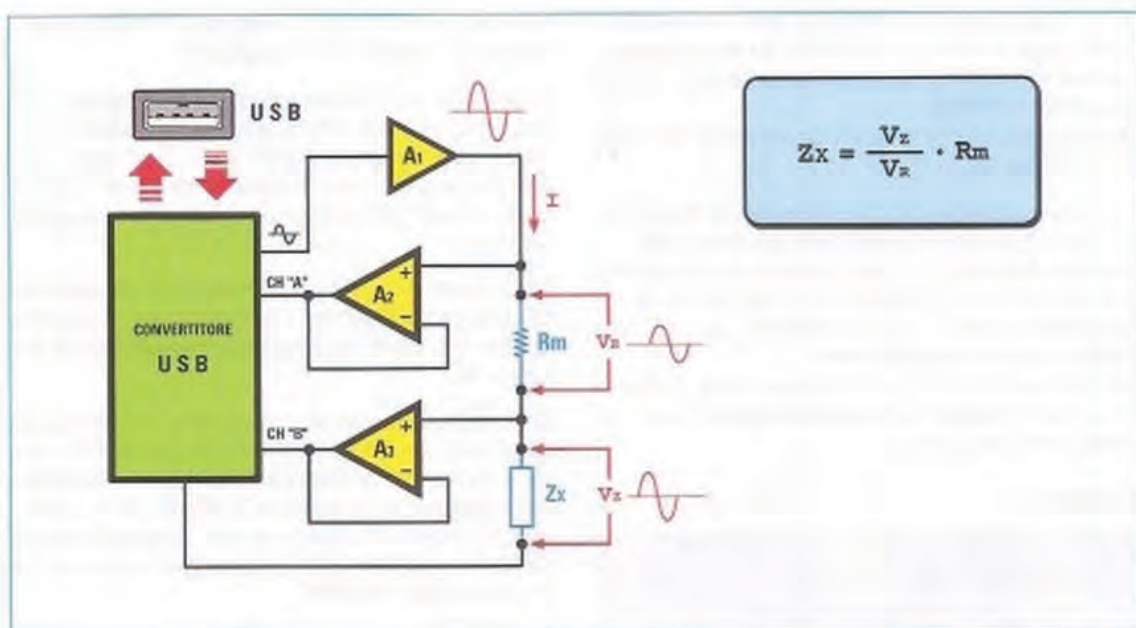 USB
A1
I
Zx = Vz / VR · Rm
CH "A"
A2
+
−
Rm
VR
CONVERTITORE
USB
CH "B"
A3
+
−
Zx
Vz